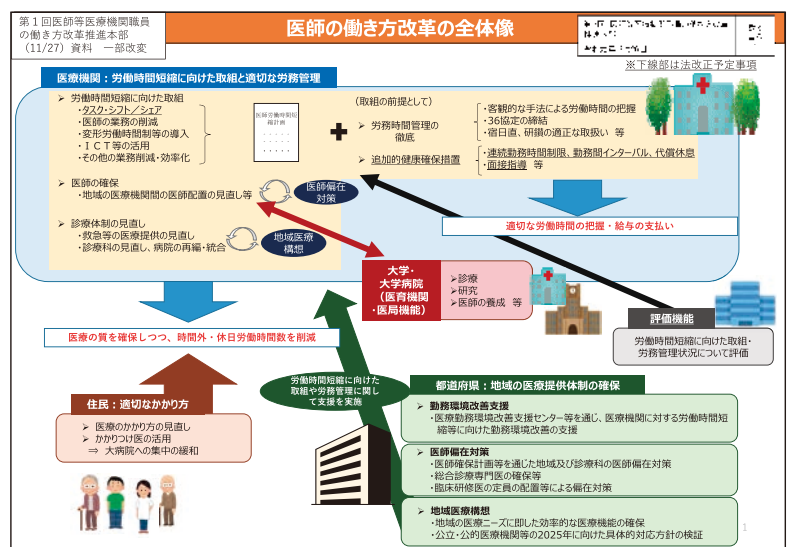 第１回医師等医療機関職員
の働き方改革推進本部
（11/27）資料　一部改変
医師の働き方改革の全体像
※下線部は法改正予定事項
医療機関：労働時間短縮に向けた取組と適切な労務管理
➢ 労働時間短縮に向けた取組
・タスク・シフト／シェア
・医師の業務の削減
・変形労働時間制等の導入
・ＩＣＴ等の活用
・その他の業務削減・効率化
医師労働時間短
縮計画
（取組の前提として）
➢ 労務時間管理の
徹底
・客観的な手法による労働時間の把握
・36協定の締結
・宿日直、研鑽の適正な取扱い 等
➢ 追加的健康確保措置
・連続勤務時間制限、勤務間インターバル、代償休息
・面接指導 等
➢ 医師の確保
・地域の医療機関間の医師配置の見直し等
医師偏在
対策
➢ 診療体制の見直し
・救急等の医療提供の見直し
・診療科の見直し、病院の再編・統合
地域医療
構想
適切な労働時間の把握・給与の支払い
大学・
大学病院
（医育機関
・医局機能）
➢診療
➢研究
➢医師の養成 等
評価機能
労働時間短縮に向けた取組・
労務管理状況について評価
医療の質を確保しつつ、時間外・休日労働時間数を削減
労働時間短縮に向けた
取組や労務管理に関し
て支援を実施
住民：適切なかかり方
➢ 医療のかかり方の見直し
➢ かかりつけ医の活用
⇒ 大病院への集中の緩和
都道府県：地域の医療提供体制の確保
➢ 勤務環境改善支援
・医療勤務環境改善支援センター等を通じ、医療機関に対する労働時間短
縮等に向けた勤務環境改善の支援
➢ 医師偏在対策
・医師確保計画等を通じた地域及び診療科の医師偏在対策
・総合診療専門医の確保等
・臨床研修医の定員の配置等による偏在対策
➢ 地域医療構想
・地域の医療ニーズに即した効率的な医療機能の確保
・公立・公的医療機関等の2025年に向けた具体的対応方針の検証
1